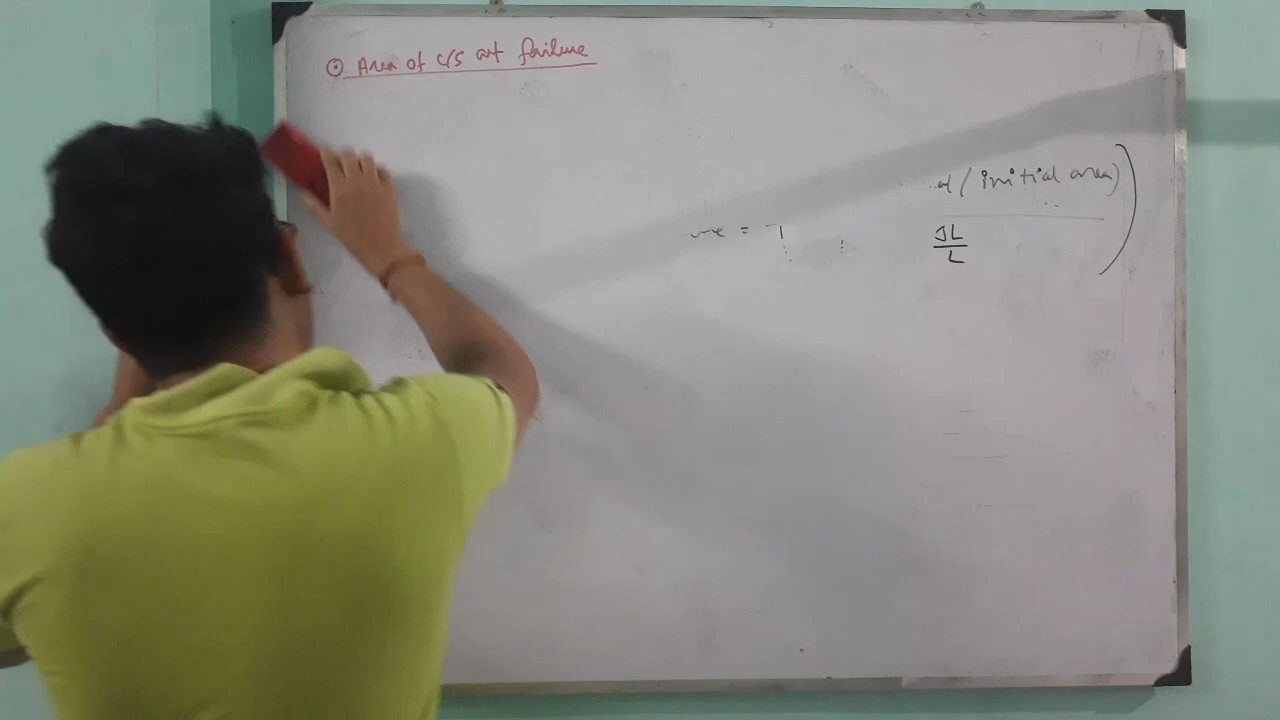 ⊙ Area of c/s at failure
(initial area)
=
δL
L